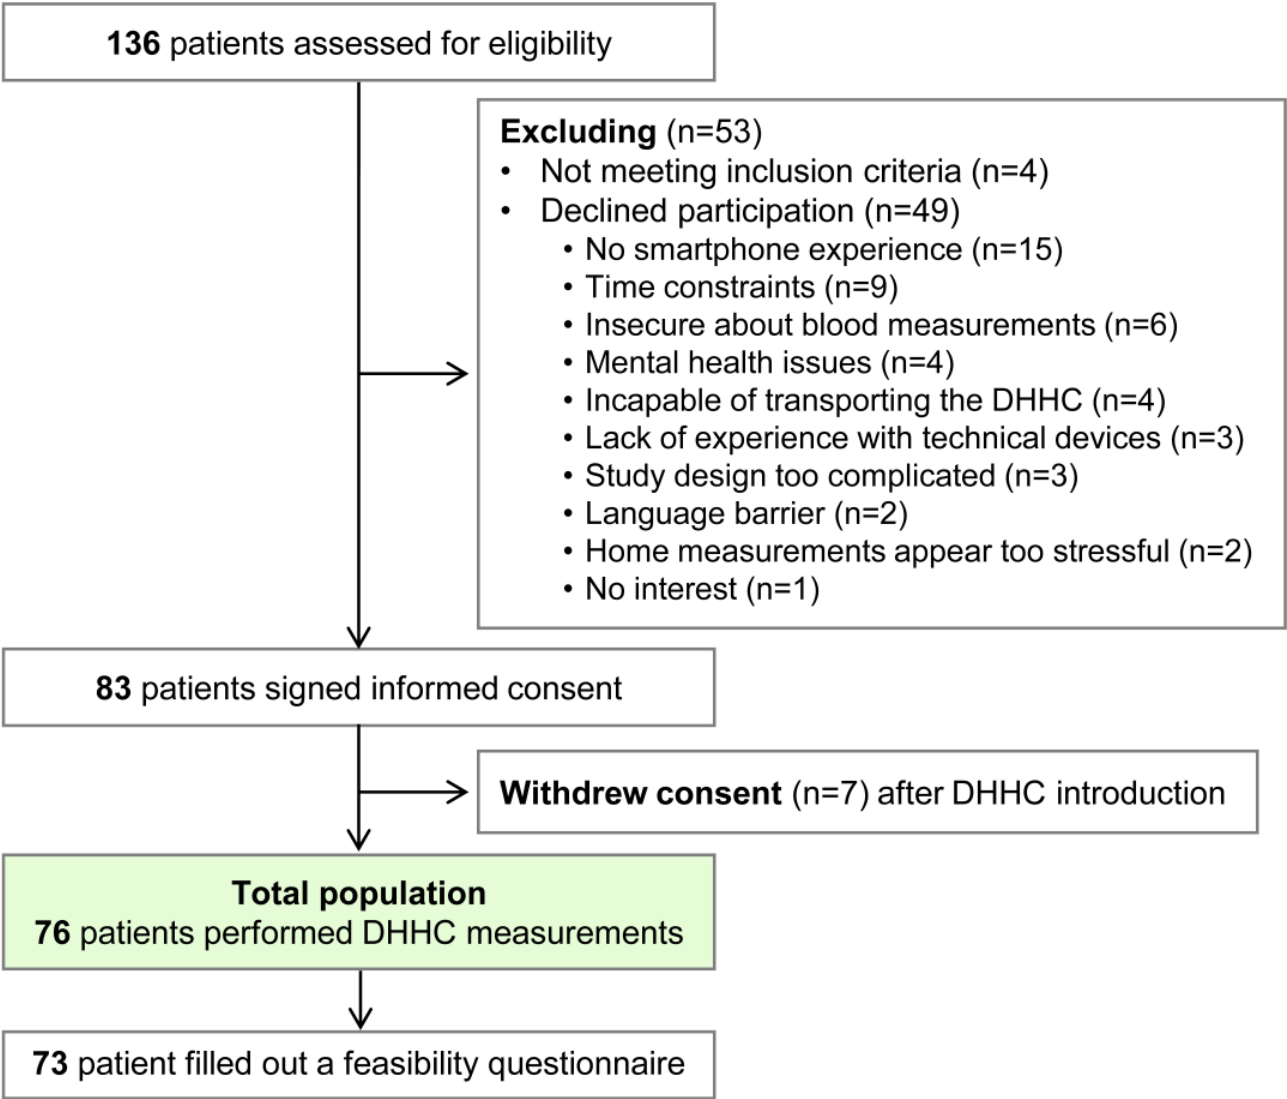 136 patients assessed for eligibility
Excluding (n=53)
• Not meeting inclusion criteria (n=4)
• Declined participation (n=49)
• No smartphone experience (n=15)
• Time constraints (n=9)
• Insecure about blood measurements (n=6)
• Mental health issues (n=4)
• Incapable of transporting the DHHC (n=4)
• Lack of experience with technical devices (n=3)
• Study design too complicated (n=3)
• Language barrier (n=2)
• Home measurements appear too stressful (n=2)
• No interest (n=1)
83 patients signed informed consent
Withdrew consent (n=7) after DHHC introduction
Total population
76 patients performed DHHC measurements
73 patient filled out a feasibility questionnaire